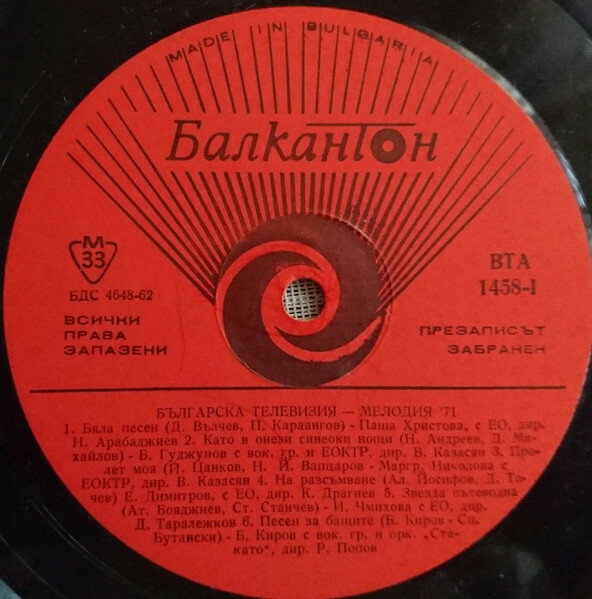 MADE IN BULGARIA
Балкантон
М
33
БДС 4648-62
ВСИЧКИ
ПРАВА
ЗАПАЗЕНИ
ВТА
1458-I
ПРЕЗАПИСЪТ
ЗАБРАНЕН
БЪЛГАРСКА ТЕЛЕВИЗИЯ — МЕЛОДИЯ '71
1. Бяла песен (Д. Вълчев, П. Караангов) - Паша Христова, с ЕО, дир.
Н. Арабаджиев 2. Като в онези синеоки нощи (Н. Андреев, Д. Ми-
хайлов) - Б. Гуджунов с вок. гр. и ЕОКТР, дир. В. Казасян 3. Про-
лет моя (Й. Цанков, Н. Й. Вапцаров - Маргр. Николова с
ЕОКТР, дир. В. Казасян 4. На разсъмване (Ал. Йосифов, Д. То-
чев) Е. Димитров, с ЕО, дир. К. Драгнев 5. Звезда пътеводна
(Ат. Бояджиев, Ст. Станчев) - И. Чмихова с ЕО, дир.
Д. Таралежков 6. Песен за бащите (Б. Киров - Сп.
Бутански) - Б. Киров с вок. гр. и орк. „Ста-
като", дир. Р. Попов